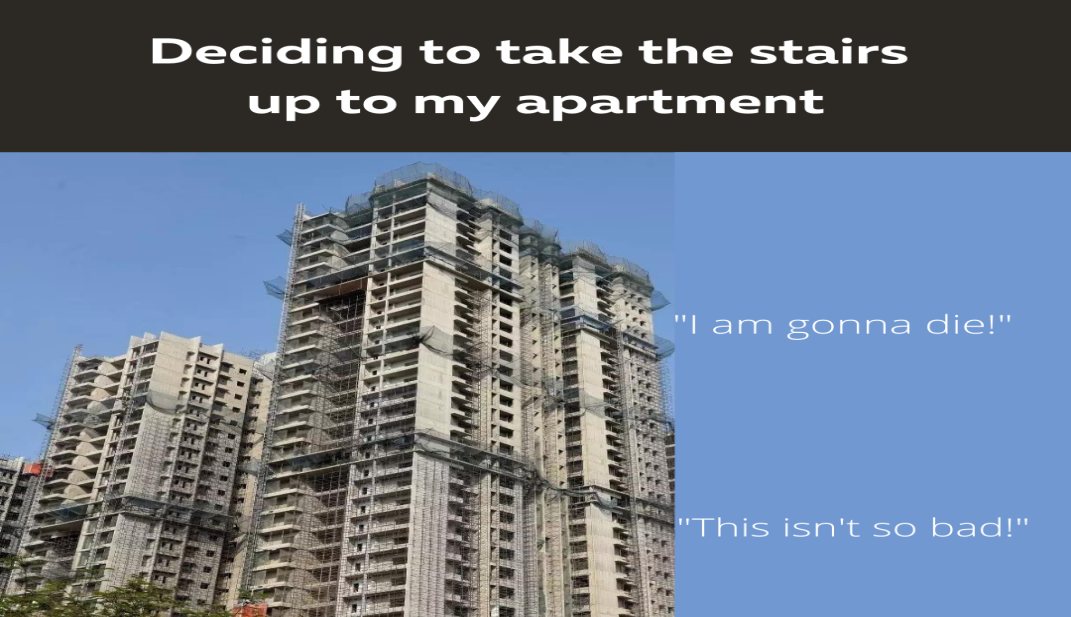 Deciding to take the stairs
up to my apartment
"I am gonna die!"
"This isn't so bad!"